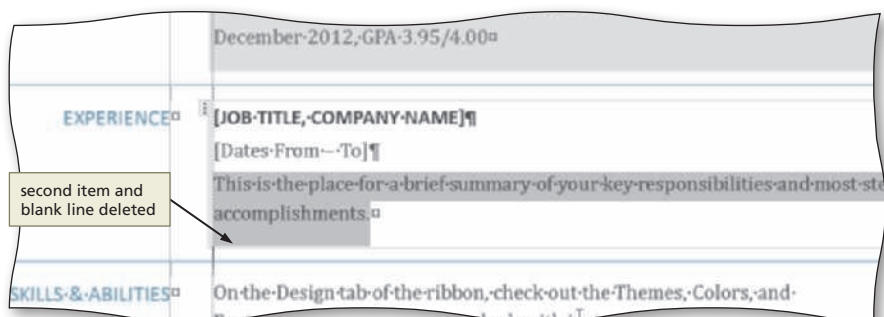 December 2012, GPA 3.95/4.00¤
EXPERIENCE¤
[JOB TITLE, COMPANY NAME]¶
[Dates From – To]¶
This is the place for a brief summary of your key responsibilities and most
accomplishments.¤
second item and
blank line deleted
SKILLS & ABILITIES¤
On the Design tab of the ribbon, check out the Themes, Colors, and